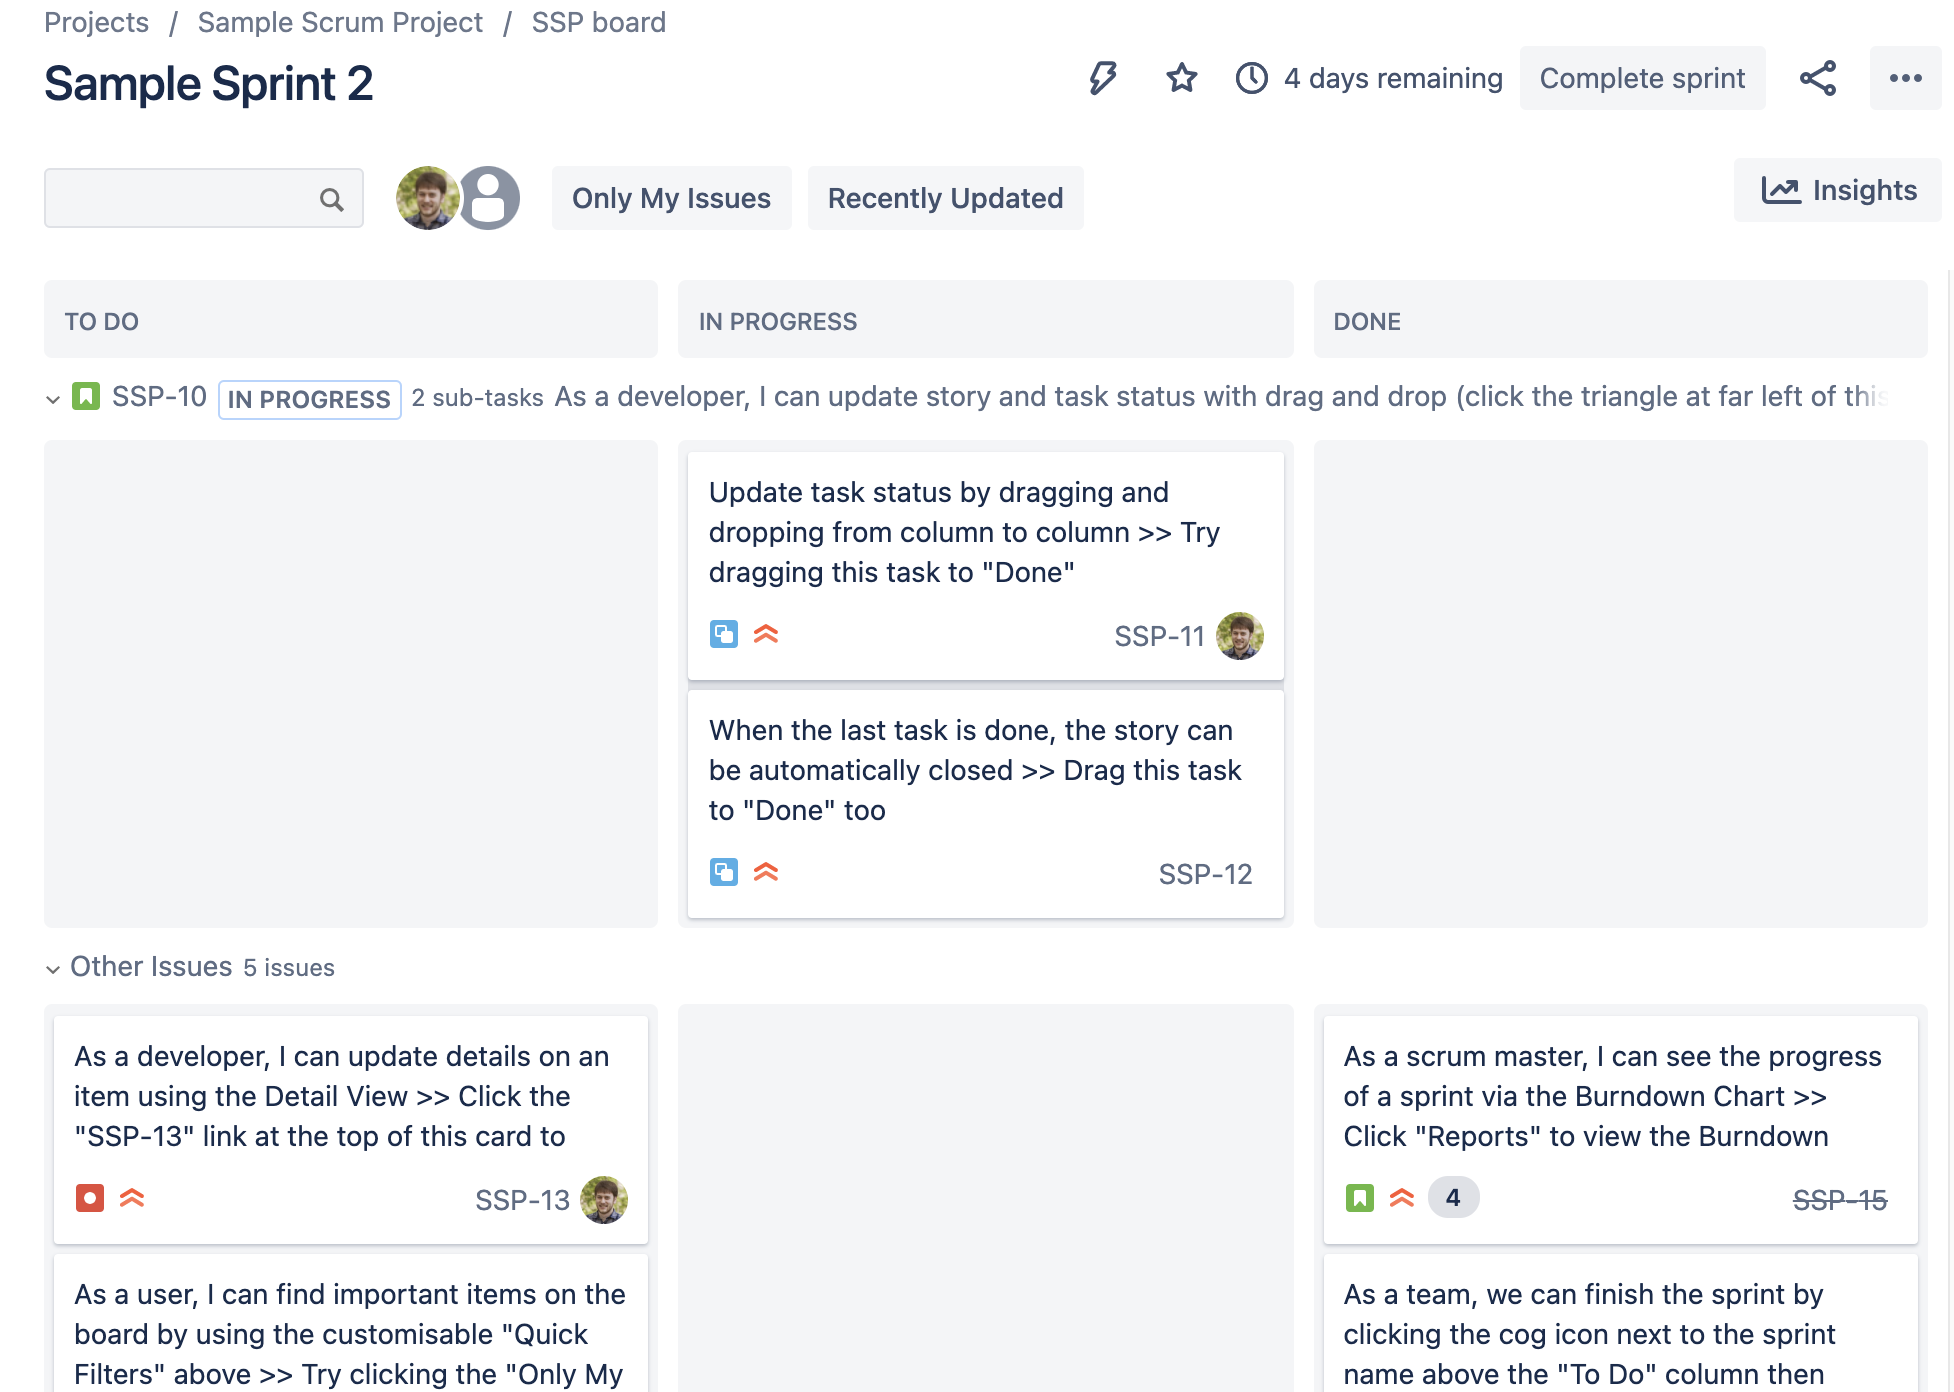 Projects / Sample Scrum Project / SSP board
Sample Sprint 2
4 days remaining
Complete sprint
Only My Issues
Recently Updated
Insights
TO DO
IN PROGRESS
DONE
SSP-10 IN PROGRESS 2 sub-tasks As a developer, I can update story and task status with drag and drop (click the triangle at far left of this
Update task status by dragging and
dropping from column to column >> Try
dragging this task to "Done"
SSP-11
When the last task is done, the story can
be automatically closed >> Drag this task
to "Done" too
SSP-12
Other Issues 5 issues
As a developer, I can update details on an
item using the Detail View >> Click the
"SSP-13" link at the top of this card to
SSP-13
As a user, I can find important items on the
board by using the customisable "Quick
Filters" above >> Try clicking the "Only My
As a scrum master, I can see the progress
of a sprint via the Burndown Chart >>
Click "Reports" to view the Burndown
4
SSP-15
As a team, we can finish the sprint by
clicking the cog icon next to the sprint
name above the "To Do" column then